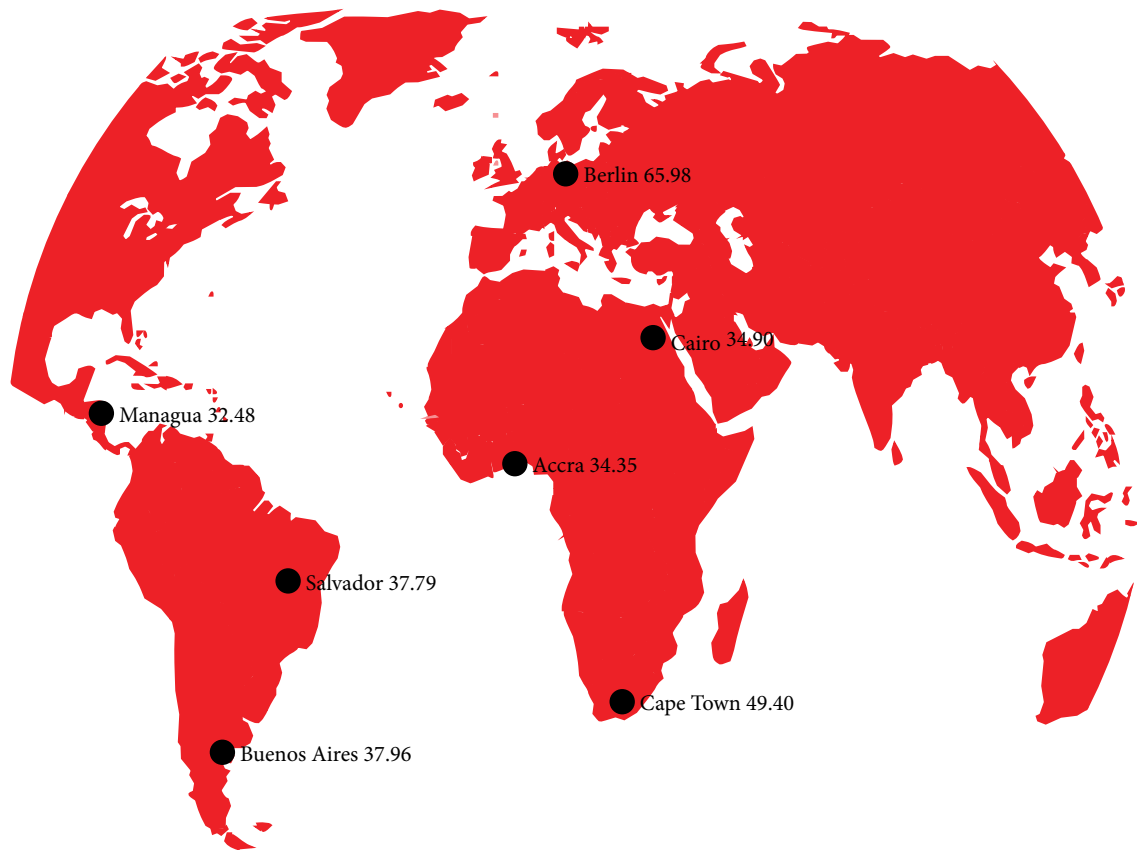 Berlin 65.98
Cairo 34.90
Managua 32.48
Accra 34.35
Salvador 37.79
Cape Town 49.40
Buenos Aires 37.96